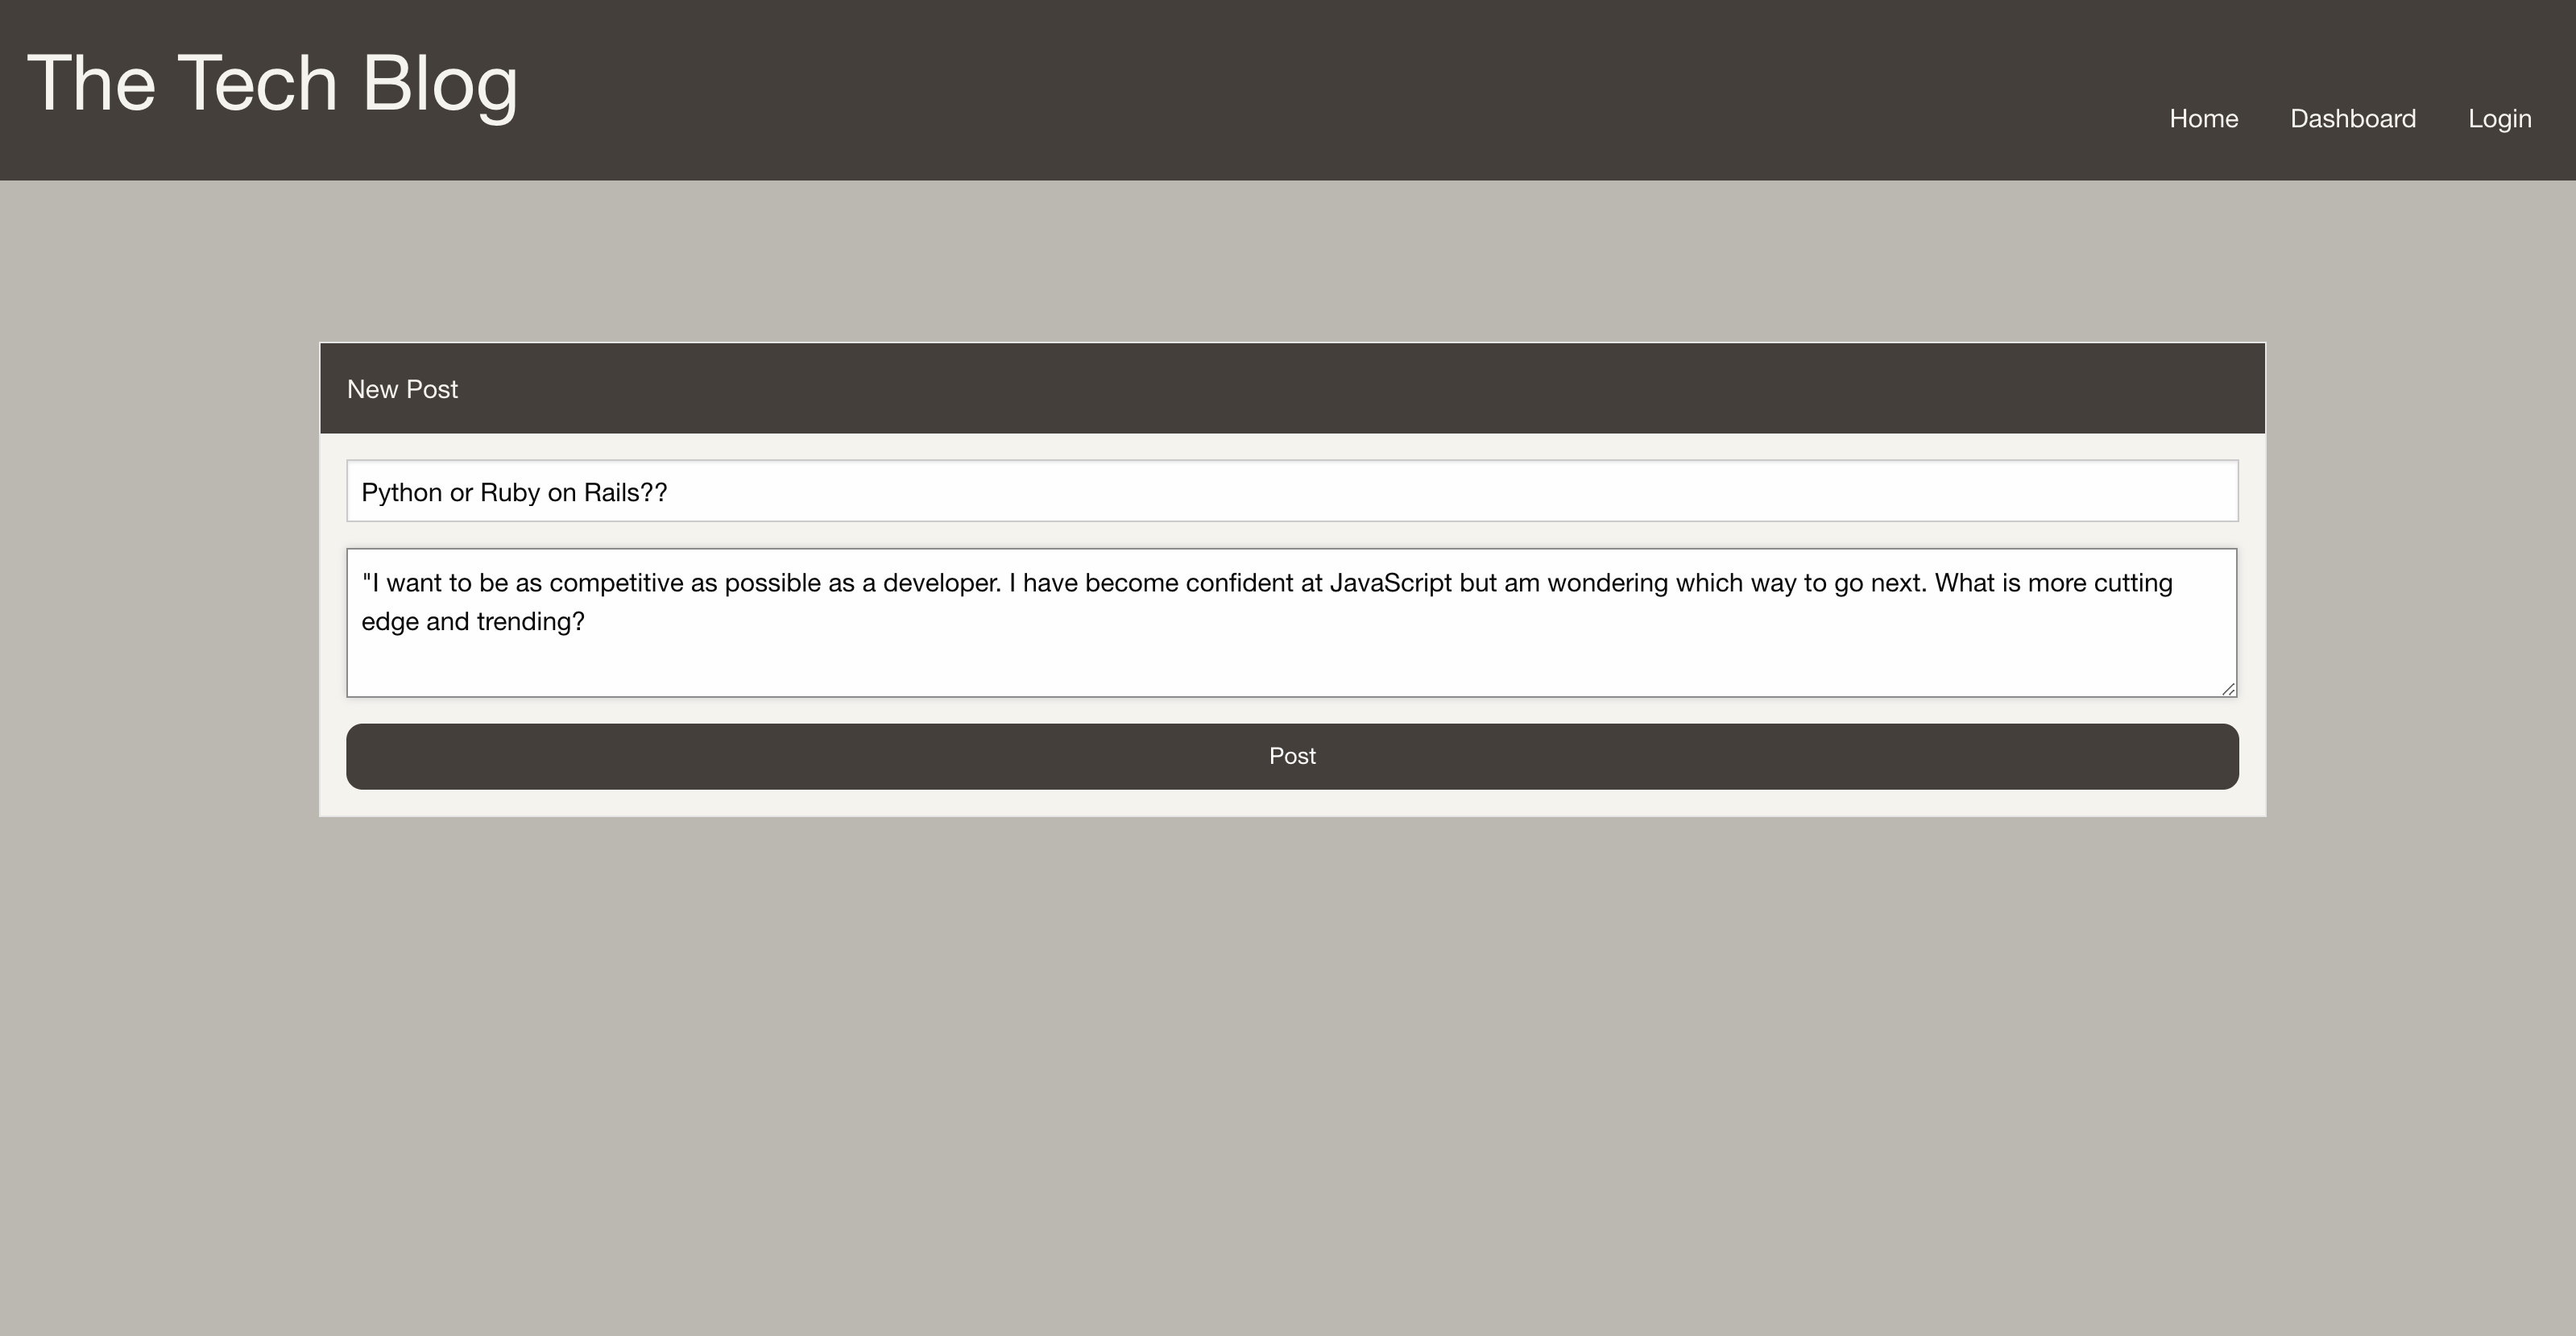 The Tech Blog
Home Dashboard Login
New Post
Python or Ruby on Rails??
"I want to be as competitive as possible as a developer. I have become confident at JavaScript but am wondering which way to go next. What is more cutting
edge and trending?
Post